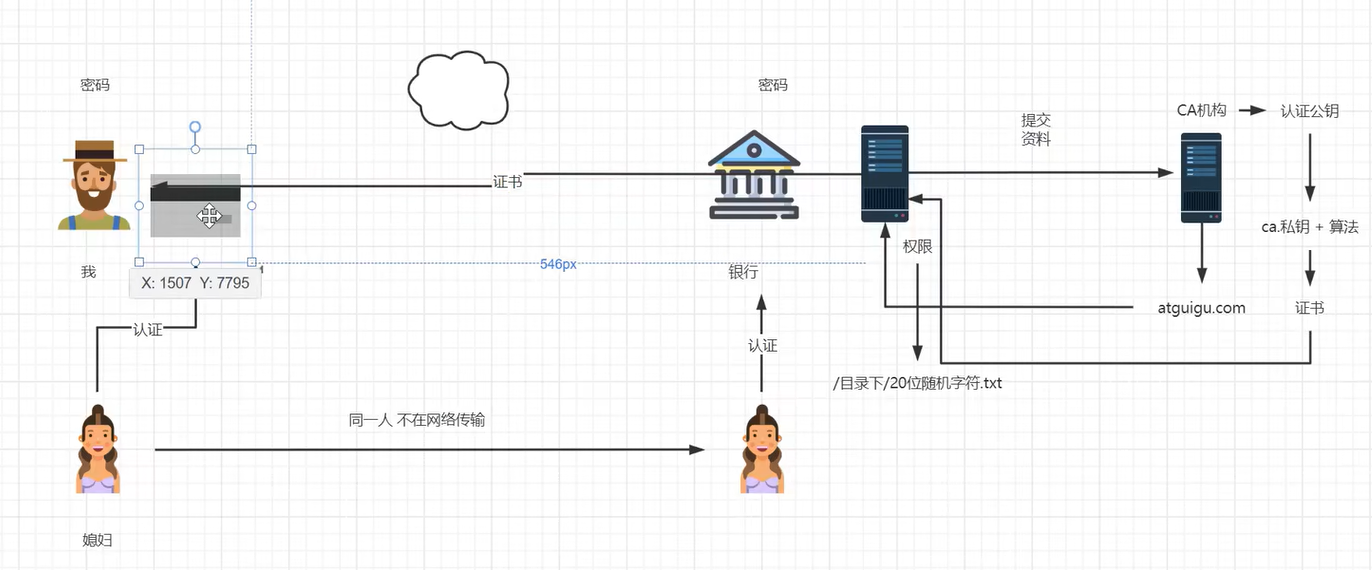 密码
密码
CA机构
认证公钥
提交
资料
证书
ca.私钥 + 算法
权限
546px
我
银行
X: 1507 Y: 7795
atguigu.com
证书
认证
认证
/目录下/20位随机字符.txt
同一人 不在网络传输
媳妇